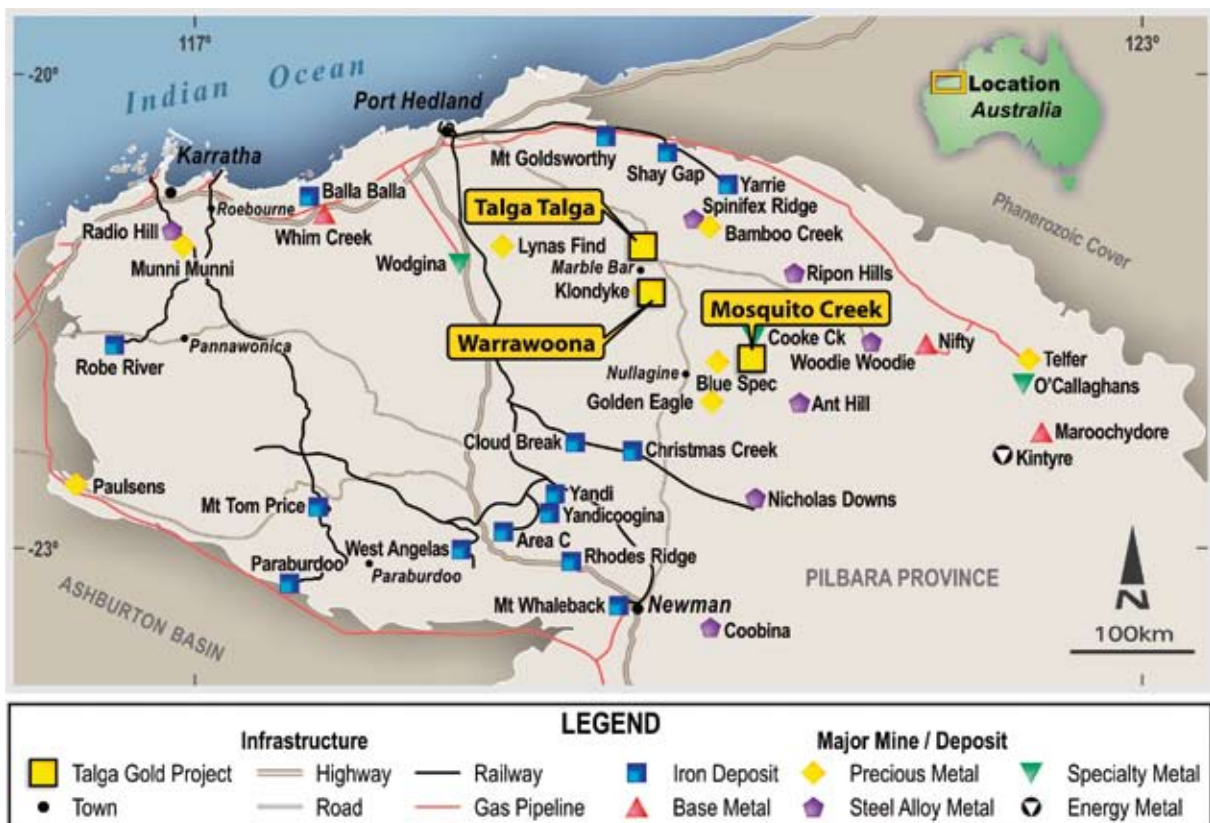 117º
123º
-20º
-23º
Indian Ocean
Location
Australia
Port Hedland
Karratha
Mt Goldsworthy
Shay Gap
Yarrie
Balla Balla
Roebourne
Radio Hill
Whim Creek
Munni Munni
Talga Talga
Spinifex Ridge
Bamboo Creek
Phanerozoic Cover
Lynas Find
Wodgina
Marble Bar
Klondyke
Ripon Hills
Mosquito Creek
Warrawoona
Cooke Ck
Woodie Woodie
Nifty
Telfer
O'Callaghans
Robe River
Pannawonica
Nullagine
Blue Spec
Golden Eagle
Ant Hill
Maroochydore
Kintyre
Cloud Break
Christmas Creek
Paulsens
Mt Tom Price
Yandi
Yandicoogina
Nicholas Downs
Area C
West Angelas
Rhodes Ridge
Paraburdoo
Paraburdoo
PILBARA PROVINCE
ASHBURTON BASIN
Mt Whaleback
Newman
Coobina
N
100km
LEGEND
Infrastructure
Major Mine / Deposit
Talga Gold Project
Highway
Railway
Iron Deposit
Precious Metal
Specialty Metal
Town
Road
Gas Pipeline
Base Metal
Steel Alloy Metal
Energy Metal